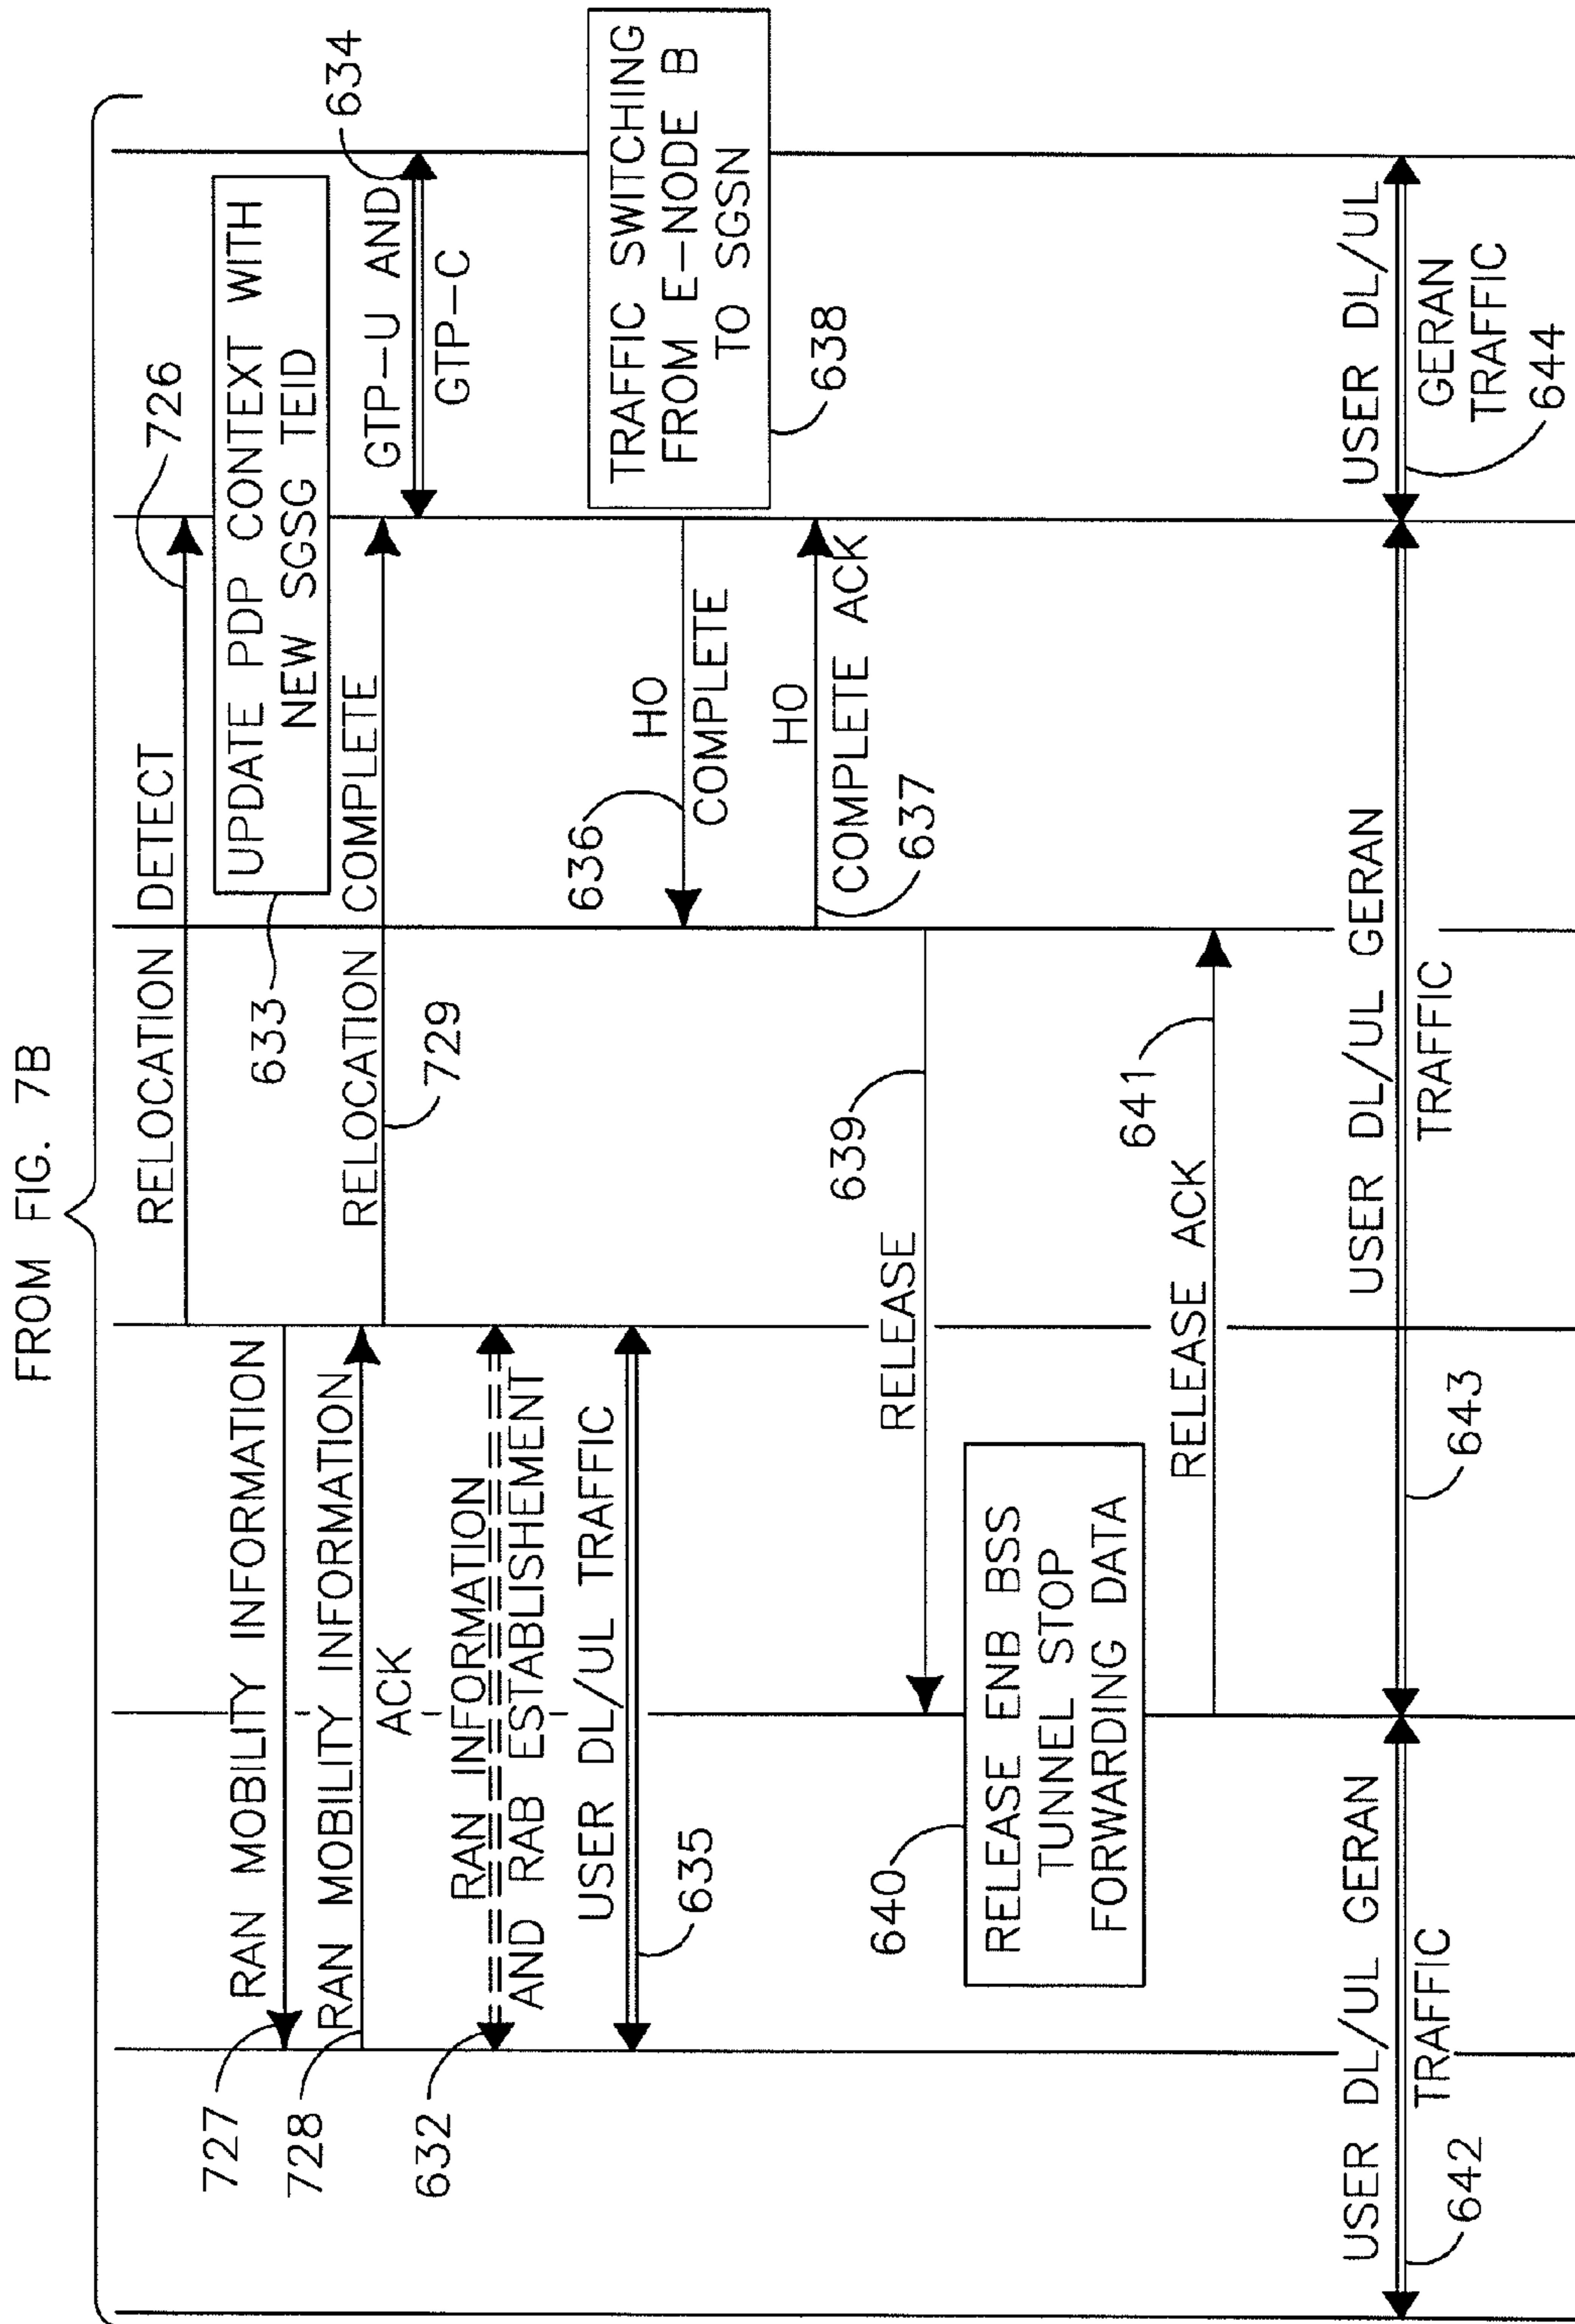 FROM FIG. 7B
RELOCATION DETECT
726
RAN MOBILITY INFORMATION
727
UPDATE PDP CONTEXT WITH
NEW SGSG TEID
633
RAN MOBILITY INFORMATION
ACK
728
RELOCATION COMPLETE
729
GTP-U AND
GTP-C
634
RAN INFORMATION
AND RAB ESTABLISHEMENT
632
USER DL/UL TRAFFIC
635
HO
COMPLETE
636
TRAFFIC SWITCHING
FROM E-NODE B
TO SGSN
638
HO
COMPLETE ACK
637
RELEASE
639
RELEASE ENB BSS
TUNNEL STOP
FORWARDING DATA
640
RELEASE ACK
641
USER DL/UL GERAN
TRAFFIC
642
USER DL/UL GERAN
TRAFFIC
643
USER DL/UL
GERAN
TRAFFIC
644